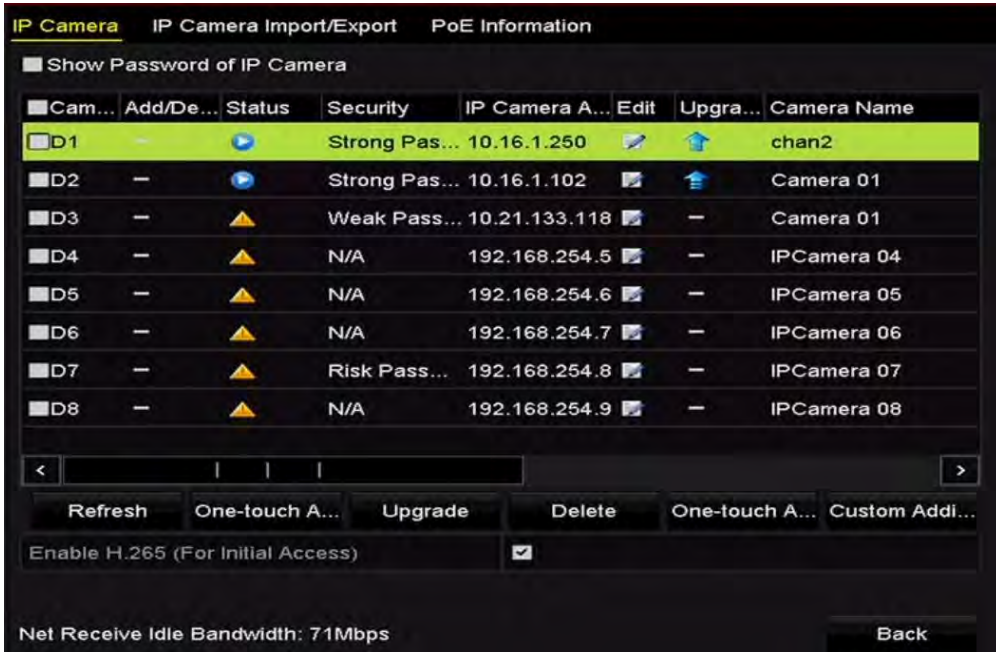 IP Camera IP Camera Import/Export PoE Information
Show Password of IP Camera
Cam... Add/De... Status Security IP Camera A... Edit Upgra... Camera Name
D1 – Strong Pas... 10.16.1.250 chan2
D2 – Strong Pas... 10.16.1.102 Camera 01
D3 – Weak Pass... 10.21.133.118 – Camera 01
D4 – N/A 192.168.254.5 – IPCamera 04
D5 – N/A 192.168.254.6 – IPCamera 05
D6 – N/A 192.168.254.7 – IPCamera 06
D7 – Risk Pass... 192.168.254.8 – IPCamera 07
D8 – N/A 192.168.254.9 – IPCamera 08
Refresh One-touch A... Upgrade Delete One-touch A... Custom Addi...
Enable H.265 (For Initial Access)
Net Receive Idle Bandwidth: 71Mbps Back